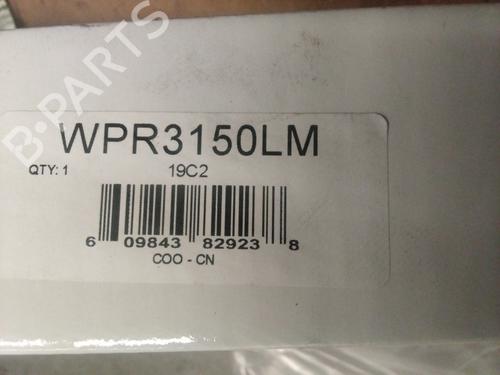 B-PARTS
WPR3150LM
QTY: 1 19C2
6 09843 82923 8
COO - CN